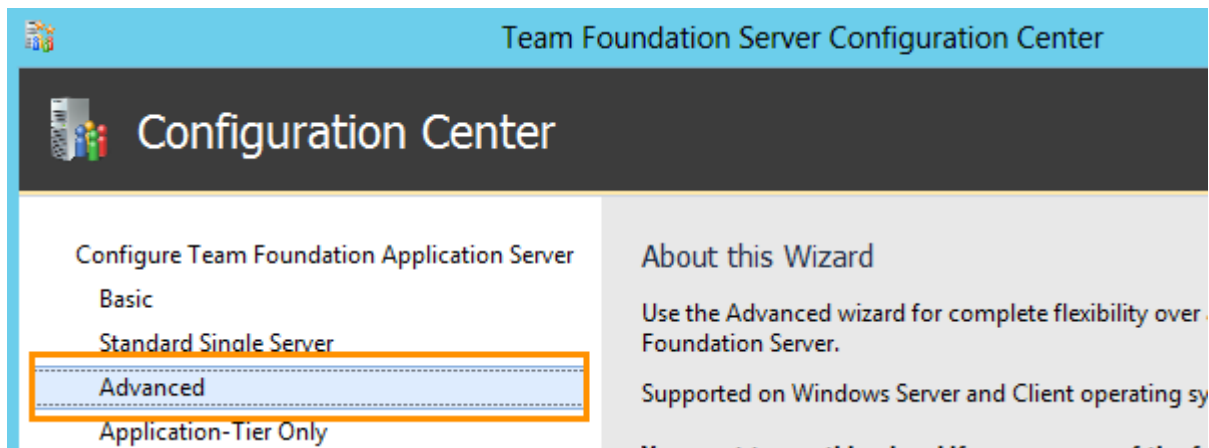 Team Foundation Server Configuration Center
Configuration Center
Configure Team Foundation Application Server
Basic
Standard Single Server
Advanced
Application-Tier Only
About this Wizard
Use the Advanced wizard for complete flexibility over
Foundation Server.
Supported on Windows Server and Client operating sy